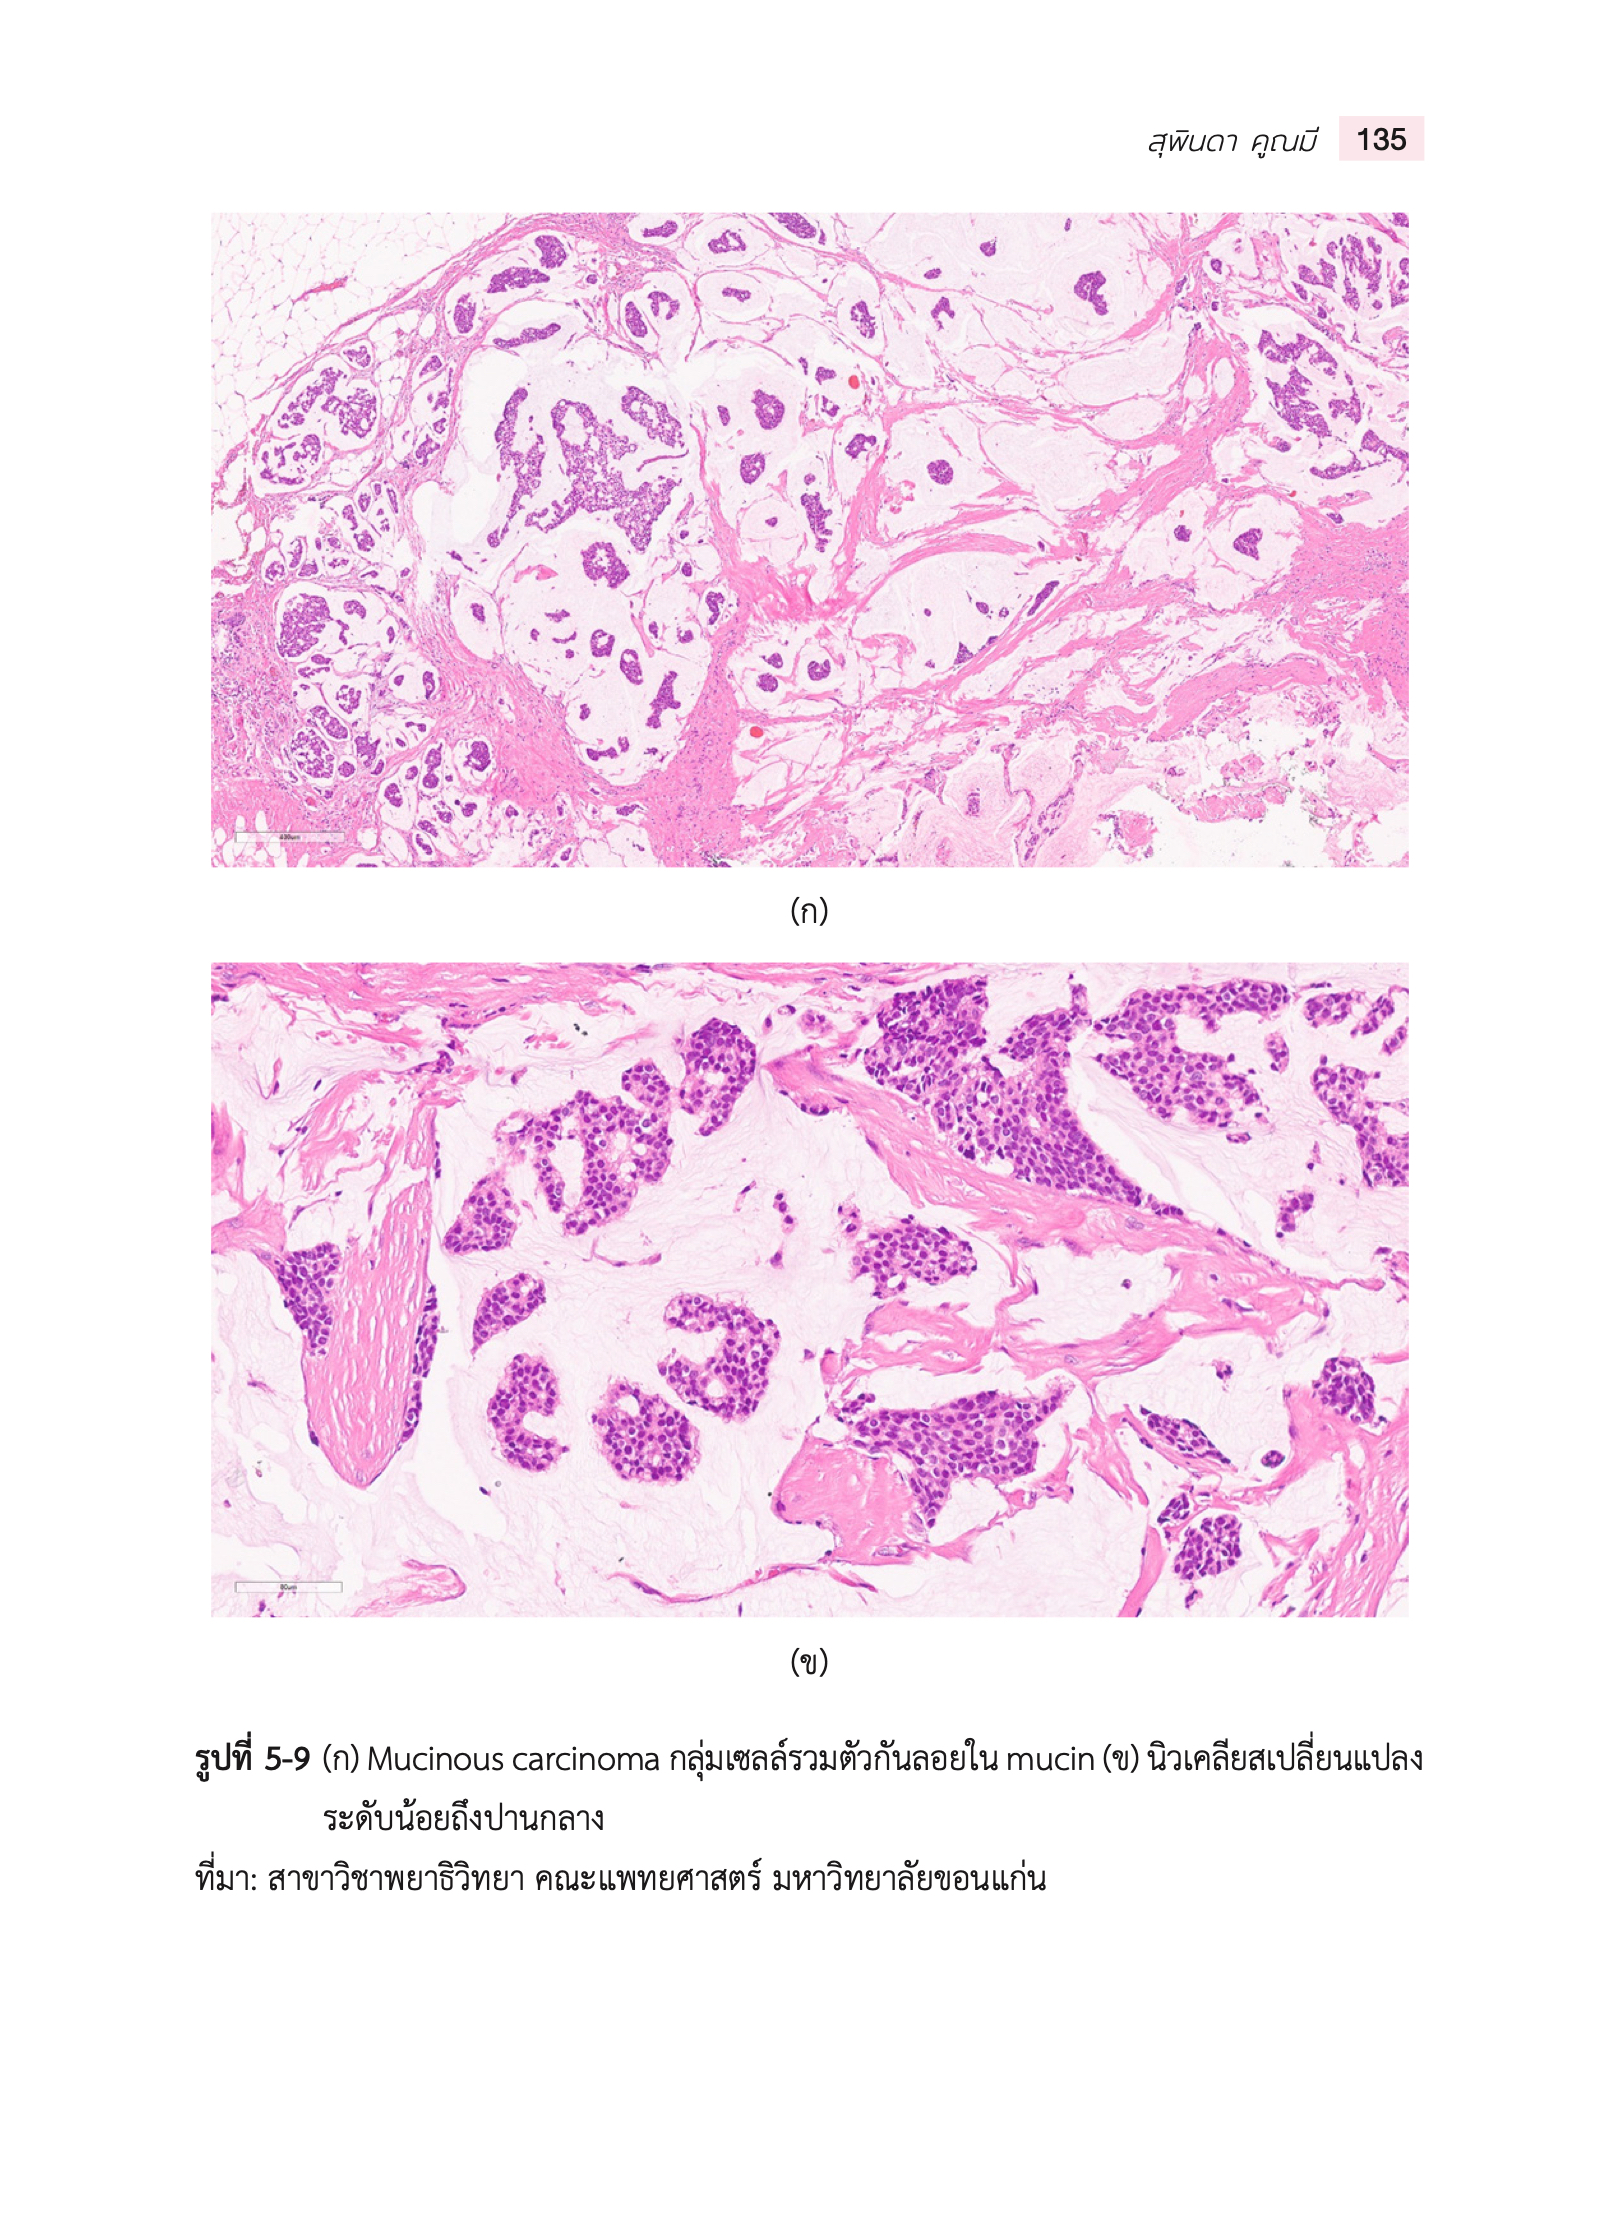 สุพินดา คูณมี 135
(ก)
80um
(ข)
รูปที่ 5-9 (ก) Mucinous carcinoma กลุ่มเซลล์รวมตัวกันลอยใน mucin (ข) นิวเคลียสเปลี่ยนแปลง
ระดับน้อยถึงปานกลาง
ที่มา: สาขาวิชาพยาธิวิทยา คณะแพทยศาสตร์ มหาวิทยาลัยขอนแก่น